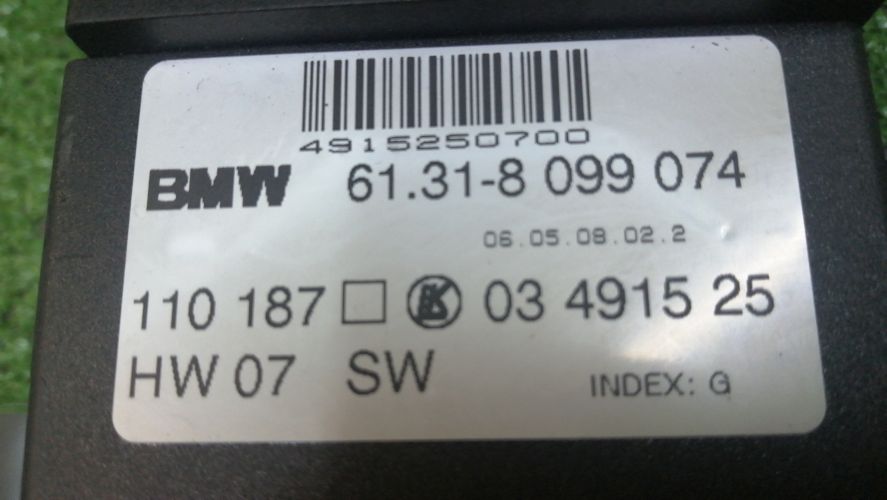 4915250700
BMW 61.31-8 099 074
06.05.08.02.2
110 187 BK 03 4915 25
HW 07 SW INDEX: G